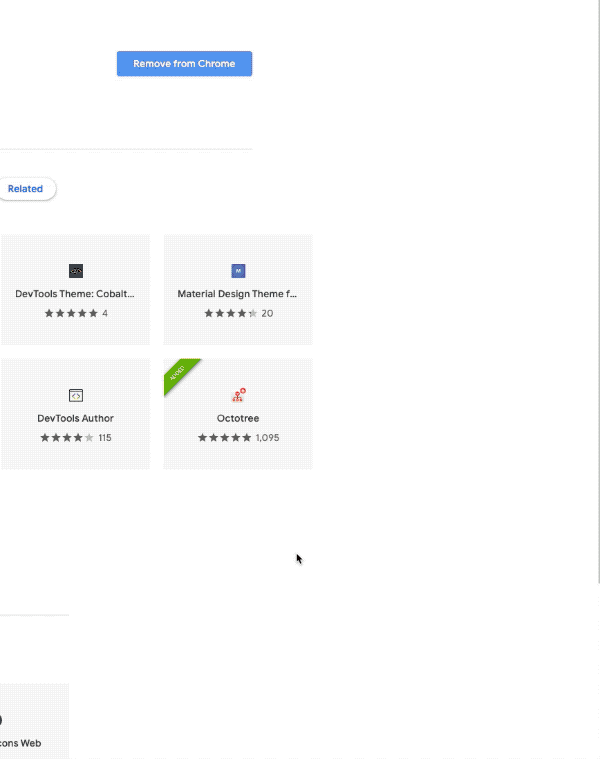 Remove from Chrome
Related
DevTools Theme: Cobalt...
4
Material Design Theme f...
20
ADDED
DevTools Author
115
Octotree
1,095
cons Web